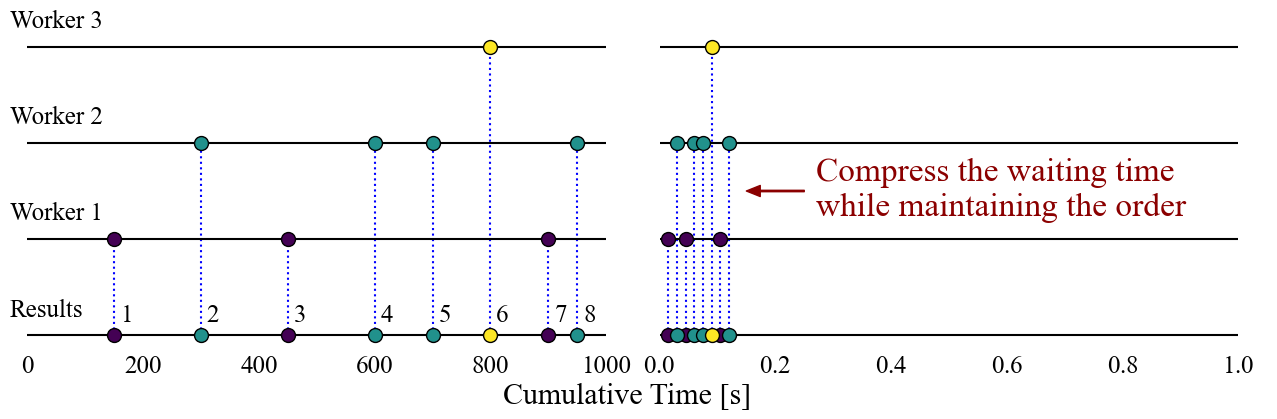 Worker 3
Worker 2
Compress the waiting time
while maintaining the order
Worker 1
Results
1 2 3 4 5 6 7 8
0 200 400 600 800 1000 0.0 0.2 0.4 0.6 0.8 1.0
Cumulative Time [s]